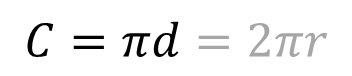 C = πd = 2πr